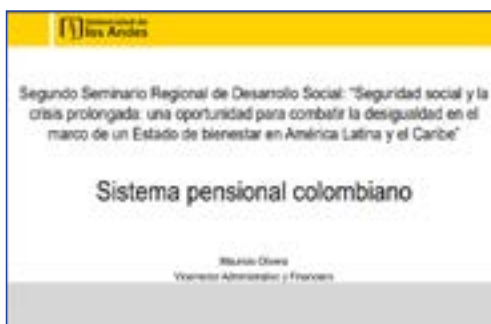 Universidad de
los Andes
Segundo Seminario Regional de Desarrollo Social: "Seguridad social y la
crisis prolongada: una oportunidad para combatir la desigualdad en el
marco de un Estado de bienestar en América Latina y el Caribe"
Sistema pensional colombiano
Mauricio Olivera
Vicerrector Administrativo y Financiero